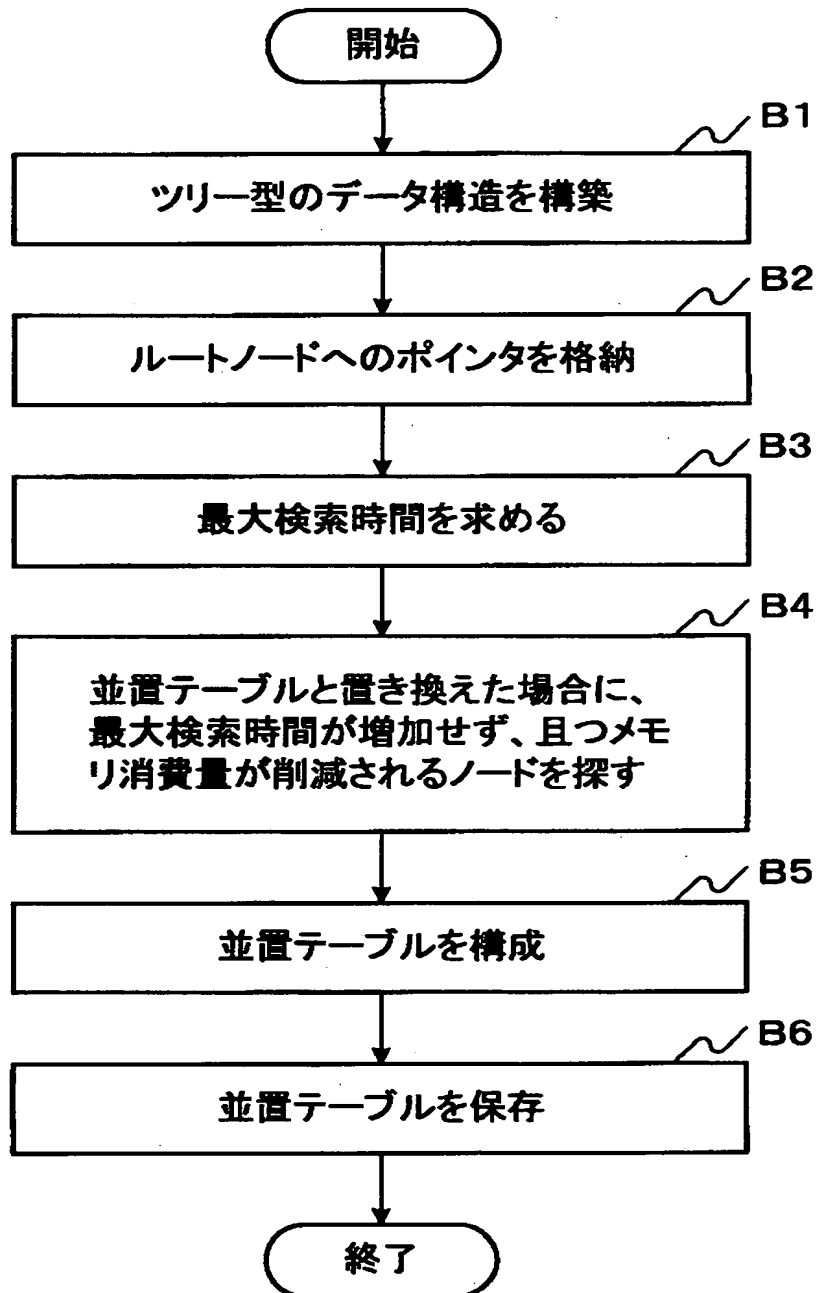 開始
B1
ツリー型のデータ構造を構築
B2
ルートノードへのポインタを格納
B3
最大検索時間を求める
B4
並置テーブルと置き換えた場合に、
最大検索時間が増加せず、且つメモ
リ消費量が削減されるノードを探す
B5
並置テーブルを構成
B6
並置テーブルを保存
終了